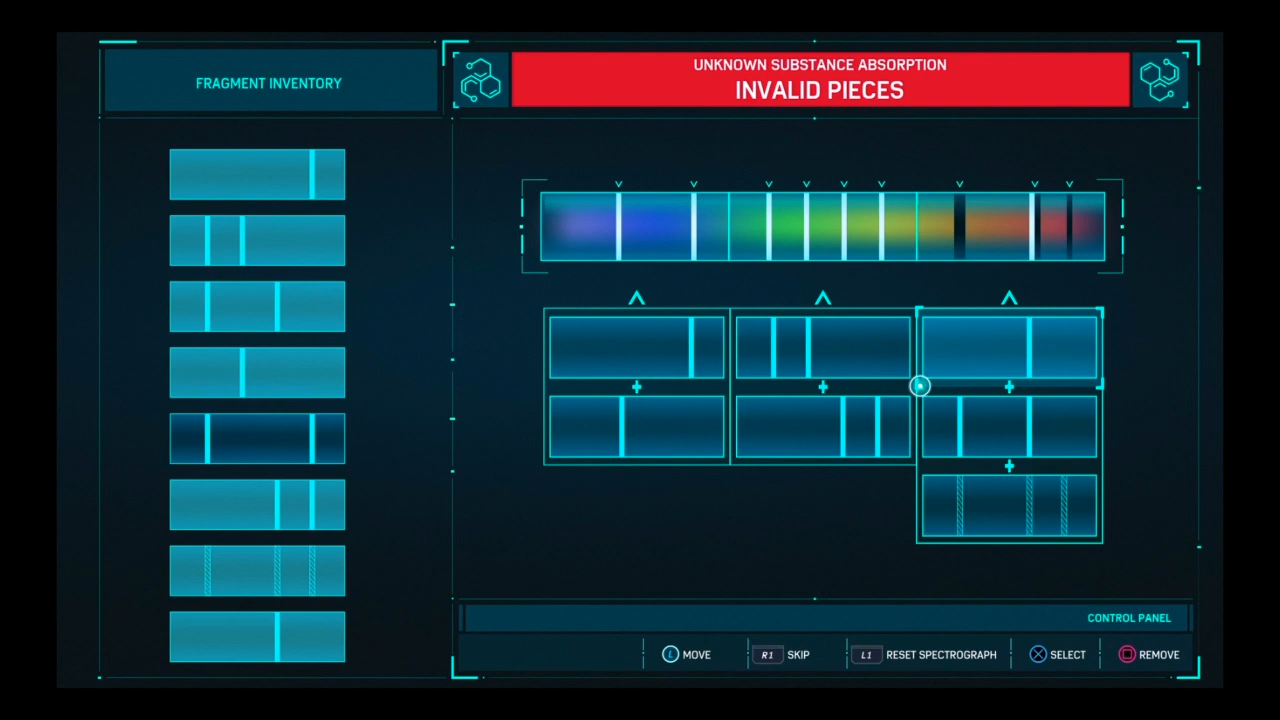 FRAGMENT INVENTORY
UNKNOWN SUBSTANCE ABSORPTION
INVALID PIECES
CONTROL PANEL
L MOVE
R1 SKIP
L1 RESET SPECTROGRAPH
SELECT
REMOVE